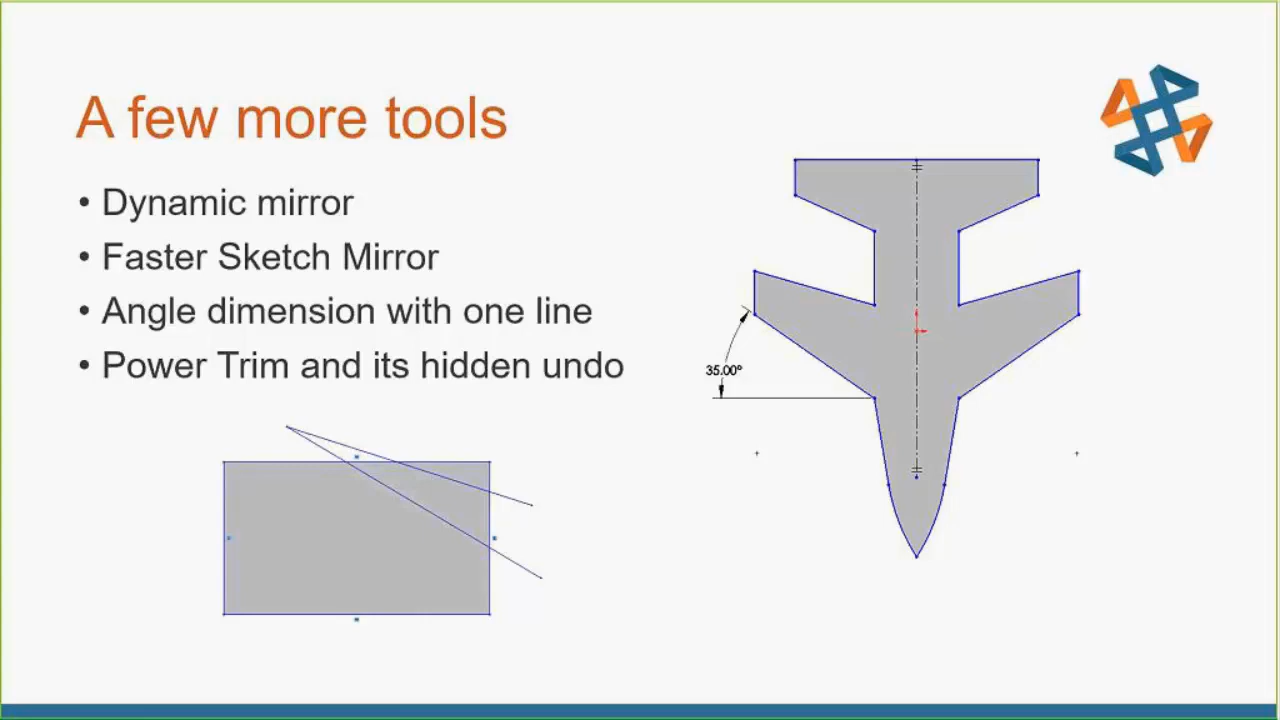 A few more tools
• Dynamic mirror
• Faster Sketch Mirror
• Angle dimension with one line
• Power Trim and its hidden undo
35.00°